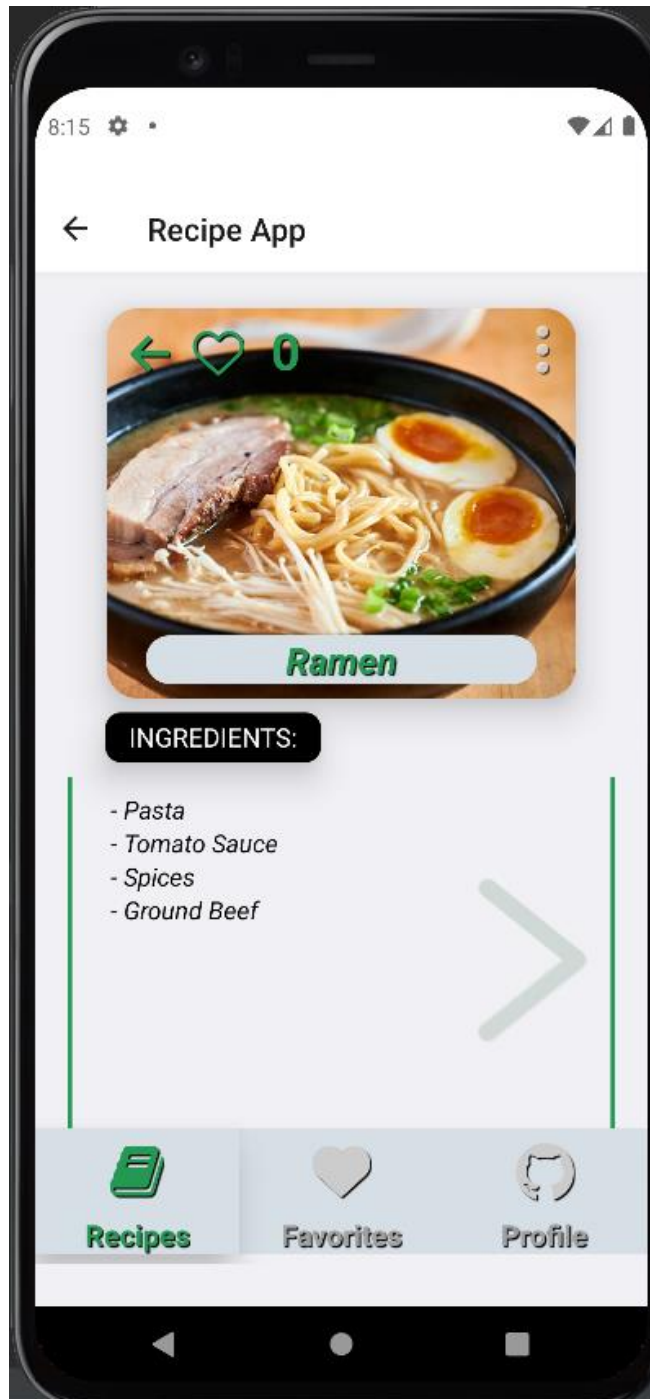 8:15
Recipe App
0
Ramen
INGREDIENTS:
- Pasta
- Tomato Sauce
- Spices
- Ground Beef
Recipes Favorites Profile